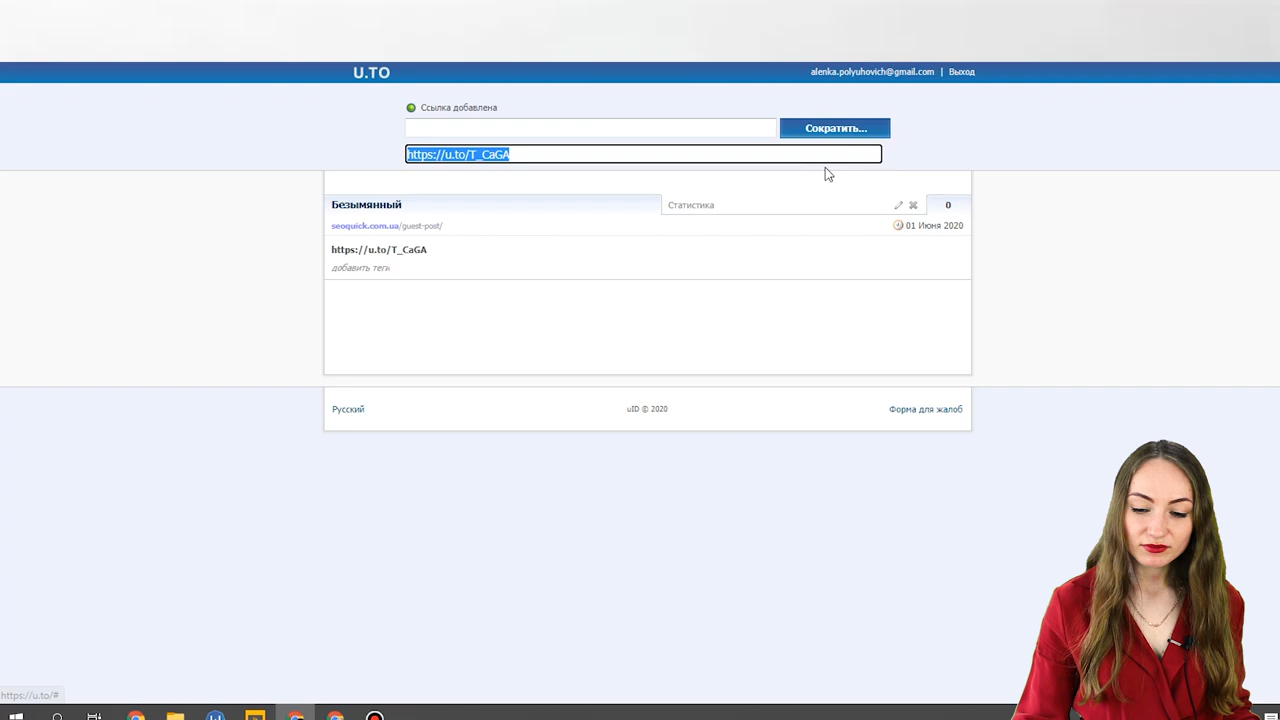 U.TO
alenka.polyuhovich@gmail.com | Выход
Ссылка добавлена
Сократить...
https://u.to/T_CaGA
Безымянный
Статистика
0
seoquick.com.ua/guest-post/
01 Июня 2020
https://u.to/T_CaGA
добавить теги
Русский
uID © 2020
Форма для жалоб
https://u.to/#